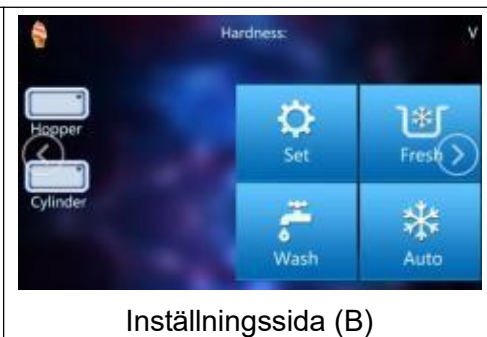 Hardness: V
Hopper
Cylinder
Set
Fresh
Wash
Auto
Inställningssida (B)